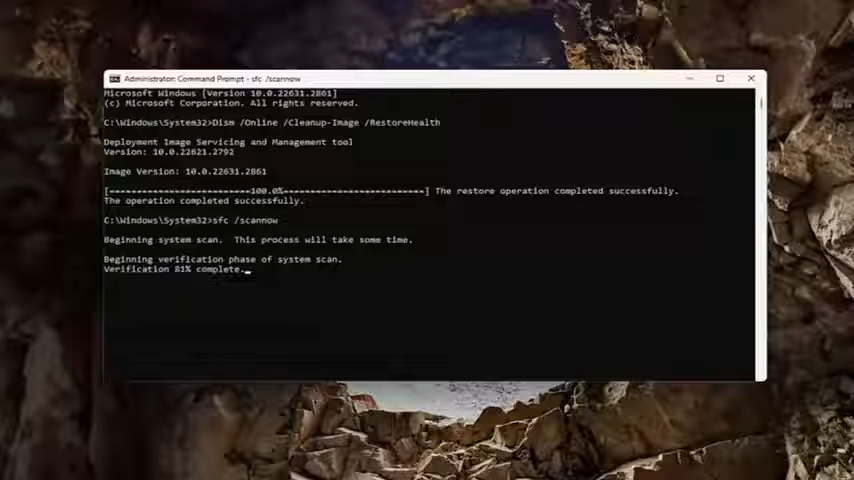 Administrator: Command Prompt - sfc /scannow
Microsoft Windows [Version 10.0.22631.2861]
(c) Microsoft Corporation. All rights reserved.
C:\Windows\System32>Dism /Online /Cleanup-Image /RestoreHealth
Deployment Image Servicing and Management tool
Version: 10.0.22621.2792
Image Version: 10.0.22631.2861
[===========================100.0%===========================] The restore operation completed successfully.
The operation completed successfully.
C:\Windows\System32>sfc /scannow
Beginning system scan.  This process will take some time.
Beginning verification phase of system scan.
Verification 81% complete.